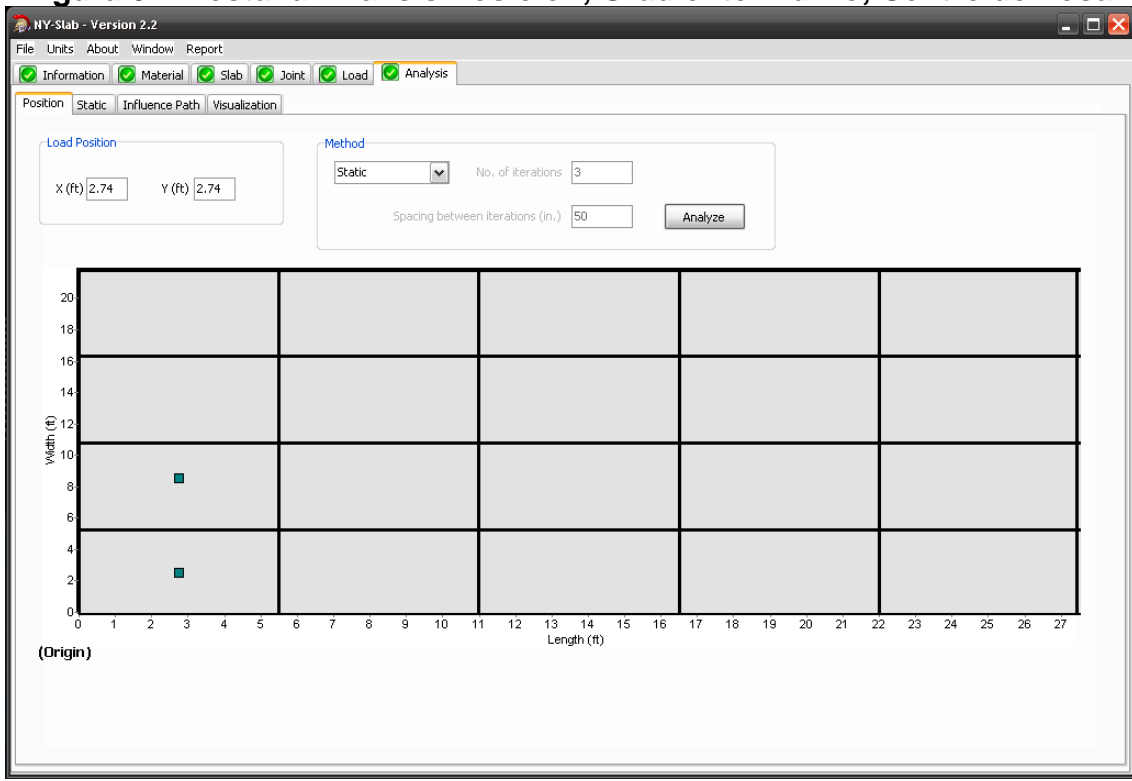 NY-Slab - Version 2.2
File Units About Window Report
Information Material Slab Joint Load Analysis
Position Static Influence Path Visualization
Load Position Method
Static No. of iterations 3
X (ft) 2.74 Y (ft) 2.74
Spacing between iterations (in.) 50 Analyze
20
18
16
14
12
10
8
6
4
2
0
Width (ft)
0 1 2 3 4 5 6 7 8 9 10 11 12 13 14 15 16 17 18 19 20 21 22 23 24 25 26 27
Length (ft)
(Origin)